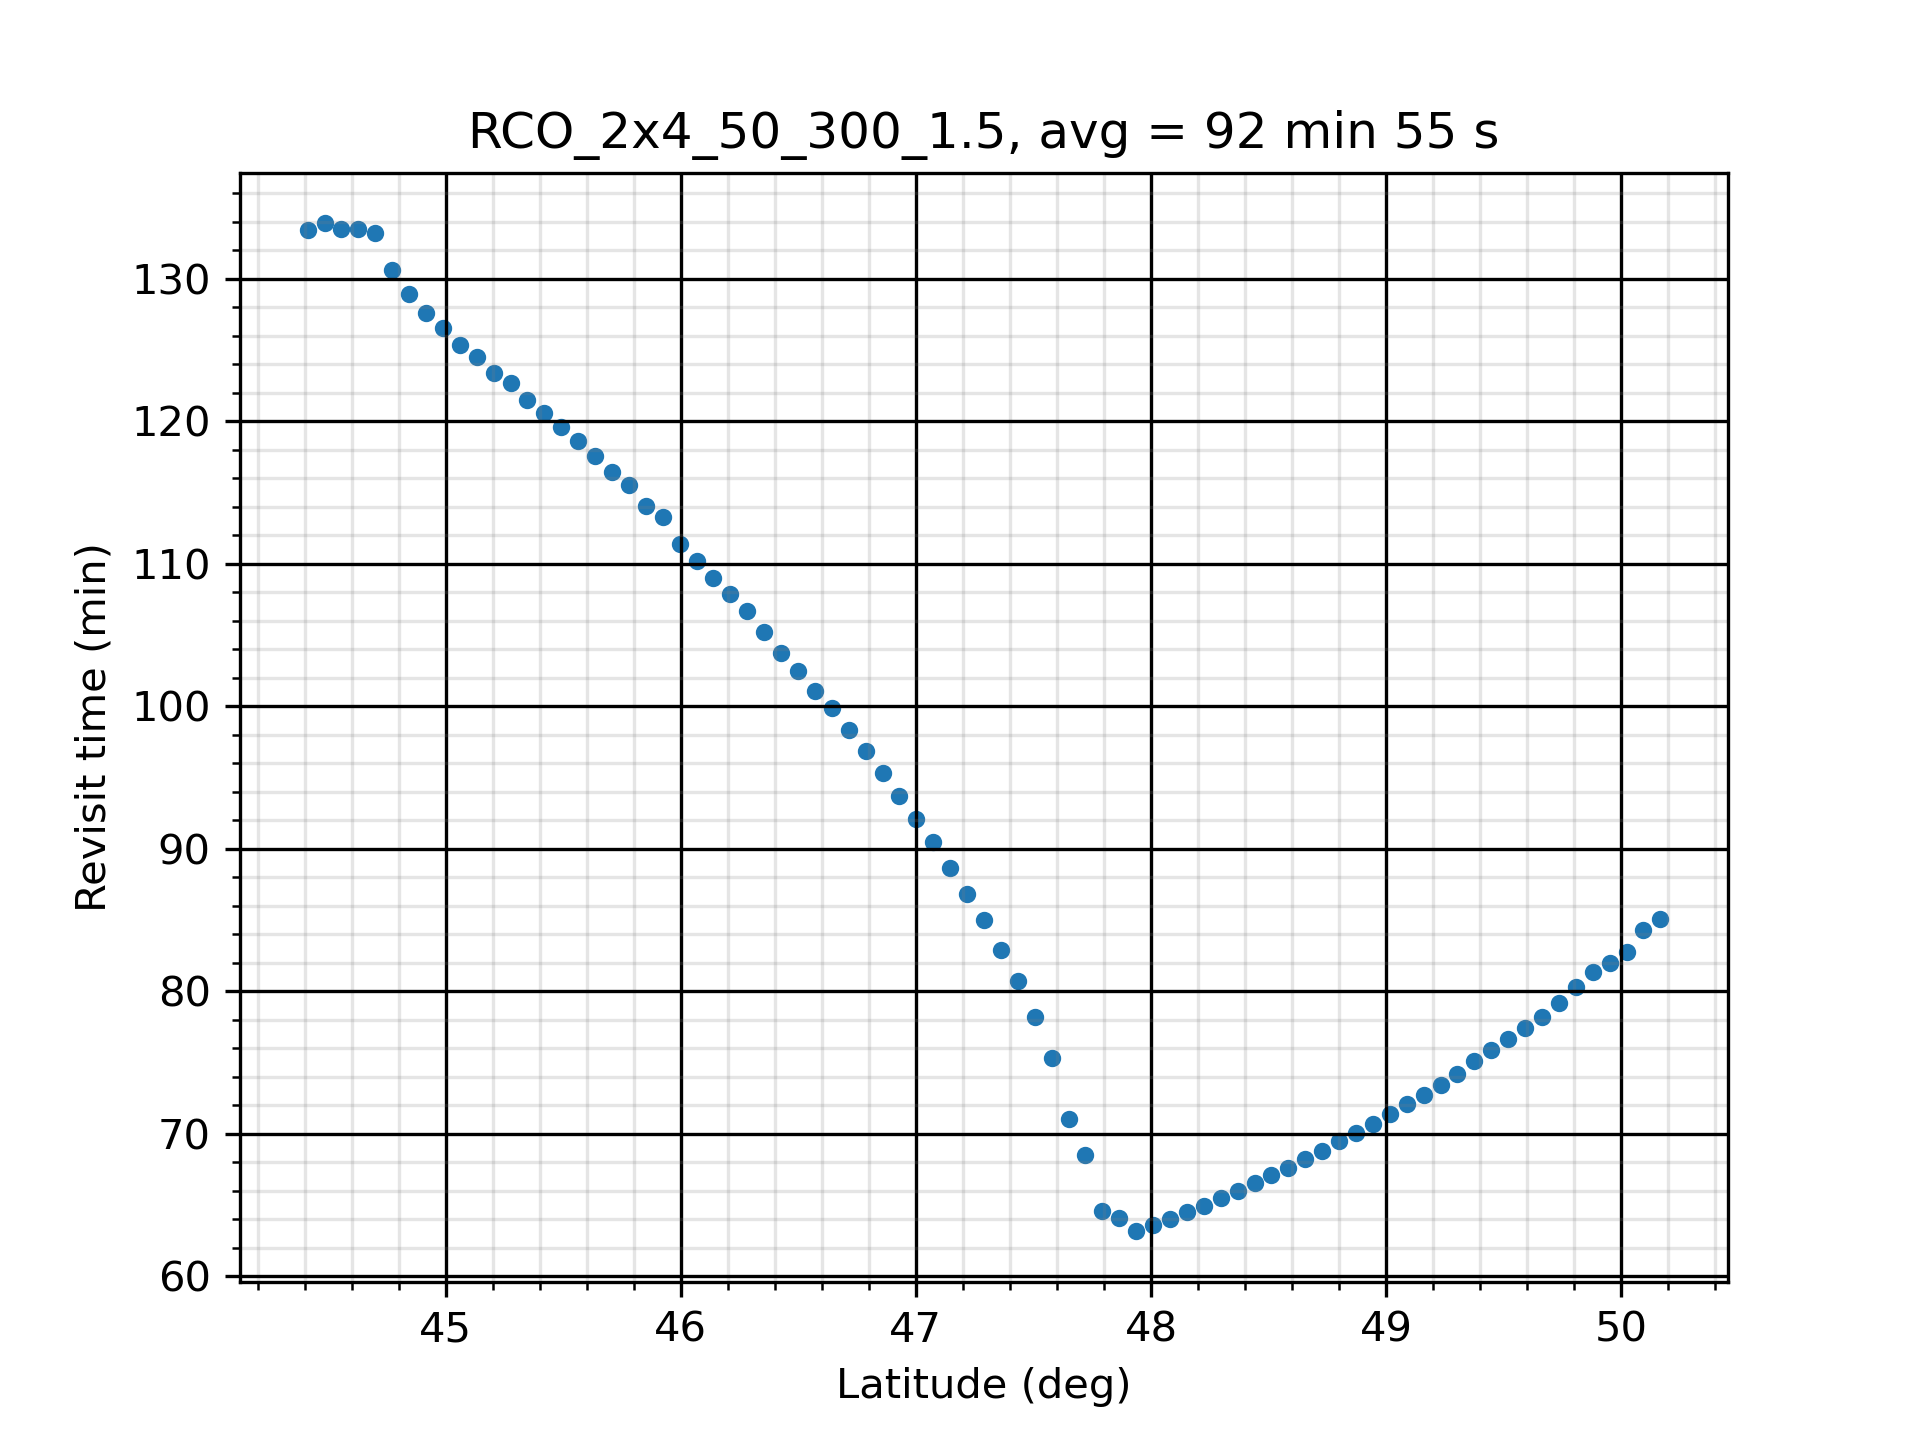 RCO_2x4_50_300_1.5, avg = 92 min 55 s
Revisit time (min)
130
120
110
100
90
80
70
60
45 46 47 48 49 50
Latitude (deg)